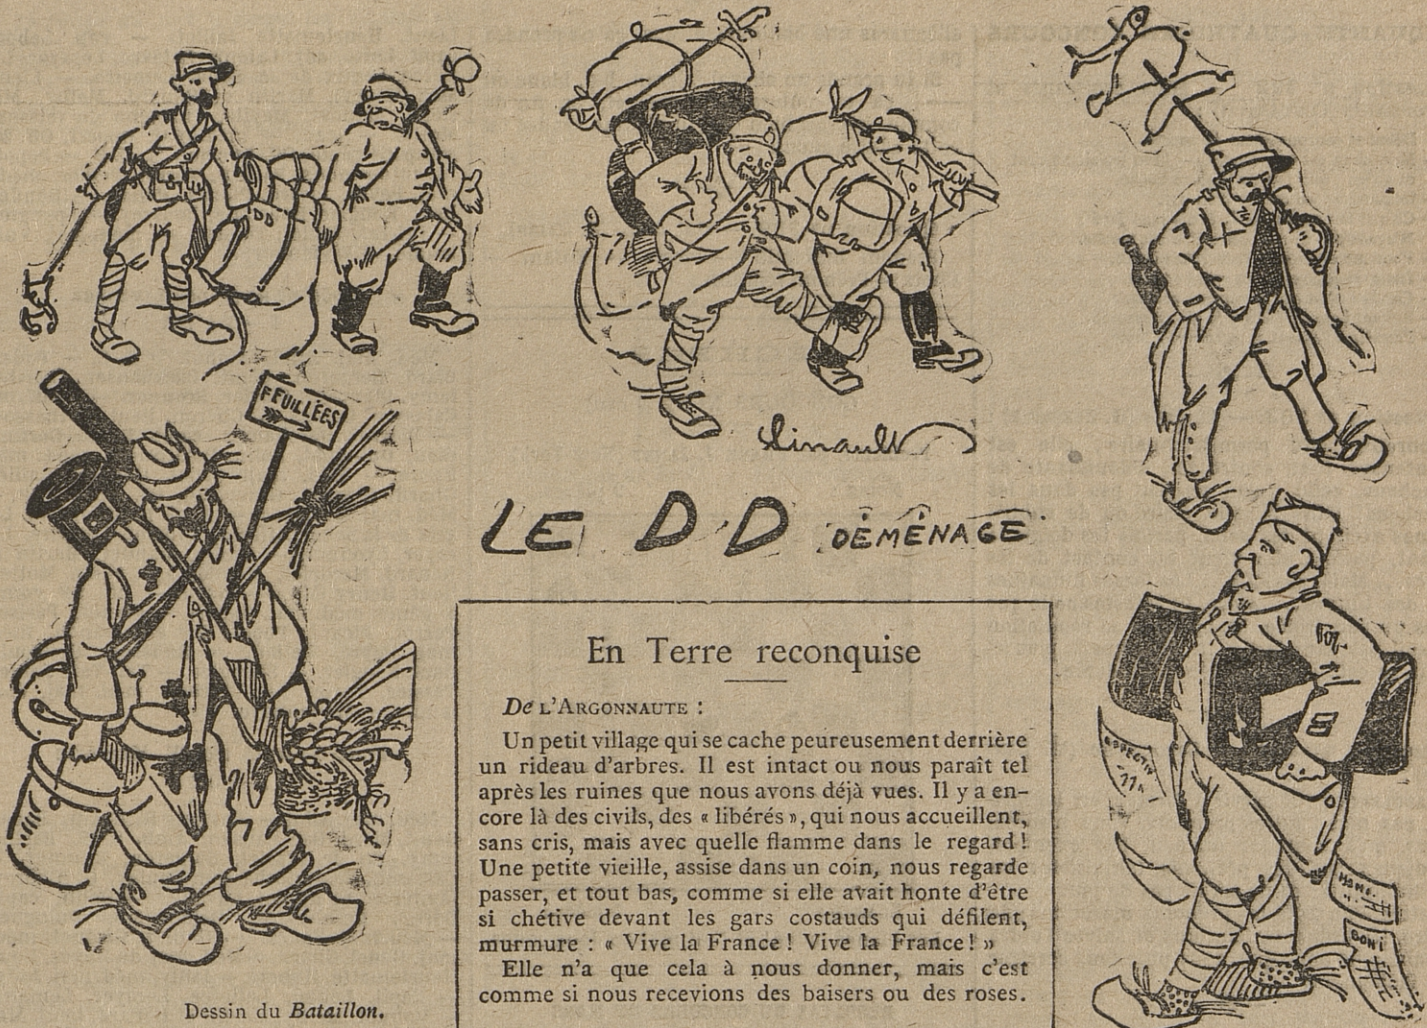 FEUILLÉES
LE D.D DÉMÉNAGE
En Terre reconquise
De L'ARGONNAUTE :
Un petit village qui se cache peureusement derrière
un rideau d'arbres. Il est intact ou nous paraît tel
après les ruines que nous avons déjà vues. Il y a en-
core là des civils, des « libérés », qui nous accueillent,
sans cris, mais avec quelle flamme dans le regard !
Une petite vieille, assise dans un coin, nous regarde
passer, et tout bas, comme si elle avait honte d'être
si chétive devant les gars costauds qui défilent,
murmure : « Vive la France ! Vive la France ! »
Elle n'a que cela à nous donner, mais c'est
comme si nous recevions des baisers ou des roses.
BONI
Dessin du Bataillon.